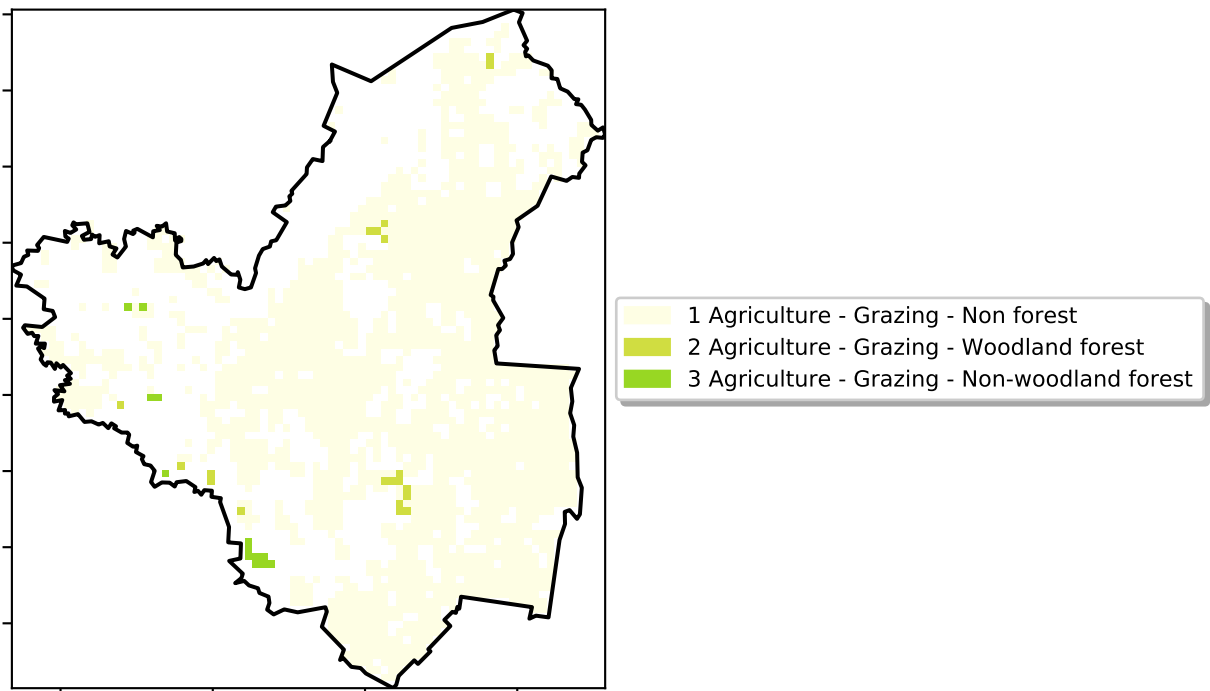 1 Agriculture - Grazing - Non forest
2 Agriculture - Grazing - Woodland forest
3 Agriculture - Grazing - Non-woodland forest